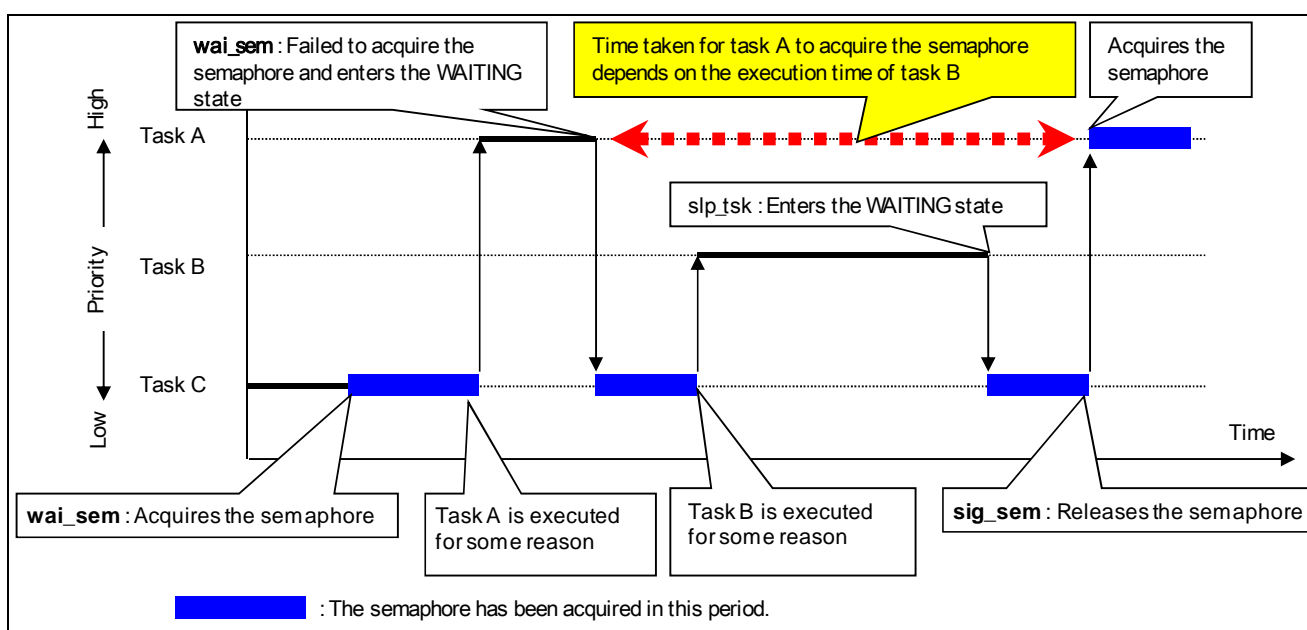 wai_sem : Failed to acquire the
semaphore and enters the WAITING
state
Time taken for task A to acquire the semaphore
depends on the execution time of task B
Acquires the
semaphore
High
Priority
Low
Task A
slp_tsk : Enters the WAITING state
Task B
Task C
Time
wai_sem : Acquires the semaphore
Task A is executed
for some reason
Task B is executed
for some reason
sig_sem : Releases the semaphore
: The semaphore has been acquired in this period.